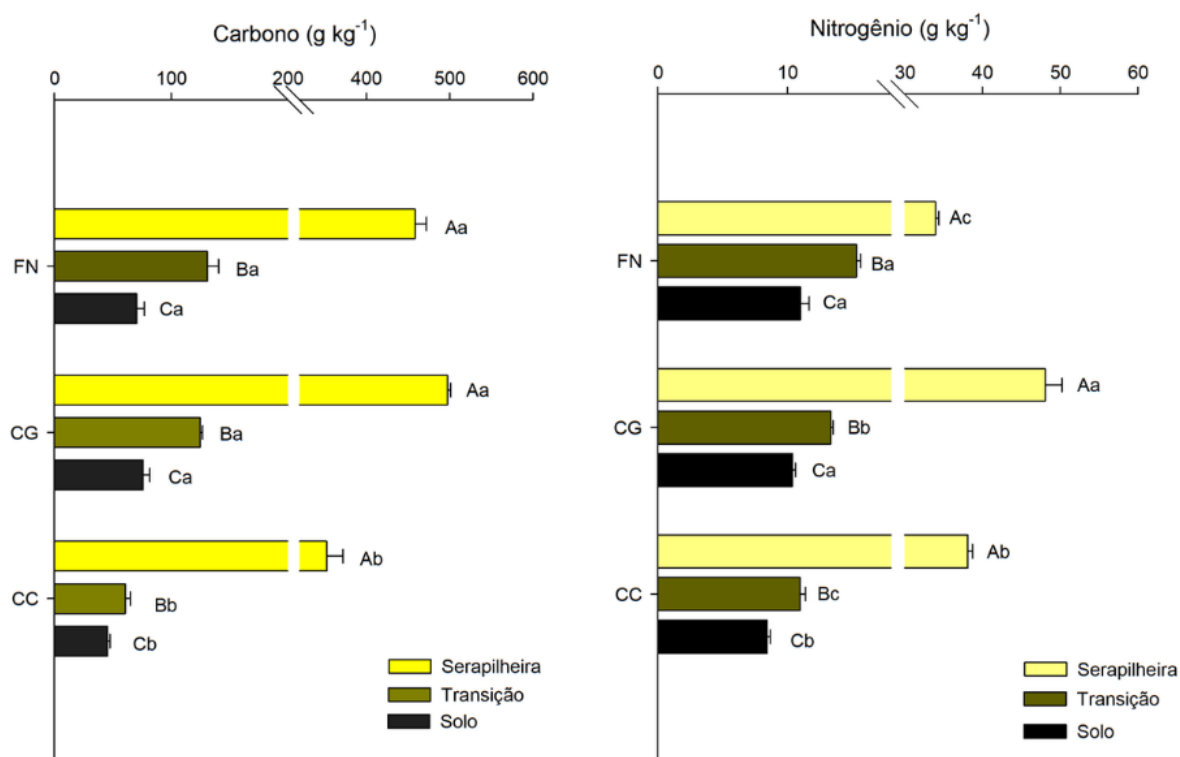 Carbono (g kg⁻¹)
0 100 200 400 500 600
FN
Aa
Ba
Ca
CG
Aa
Ba
Ca
CC
Ab
Bb
Cb
Serapilheira
Transição
Solo
Nitrogênio (g kg⁻¹)
0 10 30 40 50 60
FN
Ac
Ba
Ca
CG
Aa
Bb
Ca
CC
Ab
Bc
Cb
Serapilheira
Transição
Solo